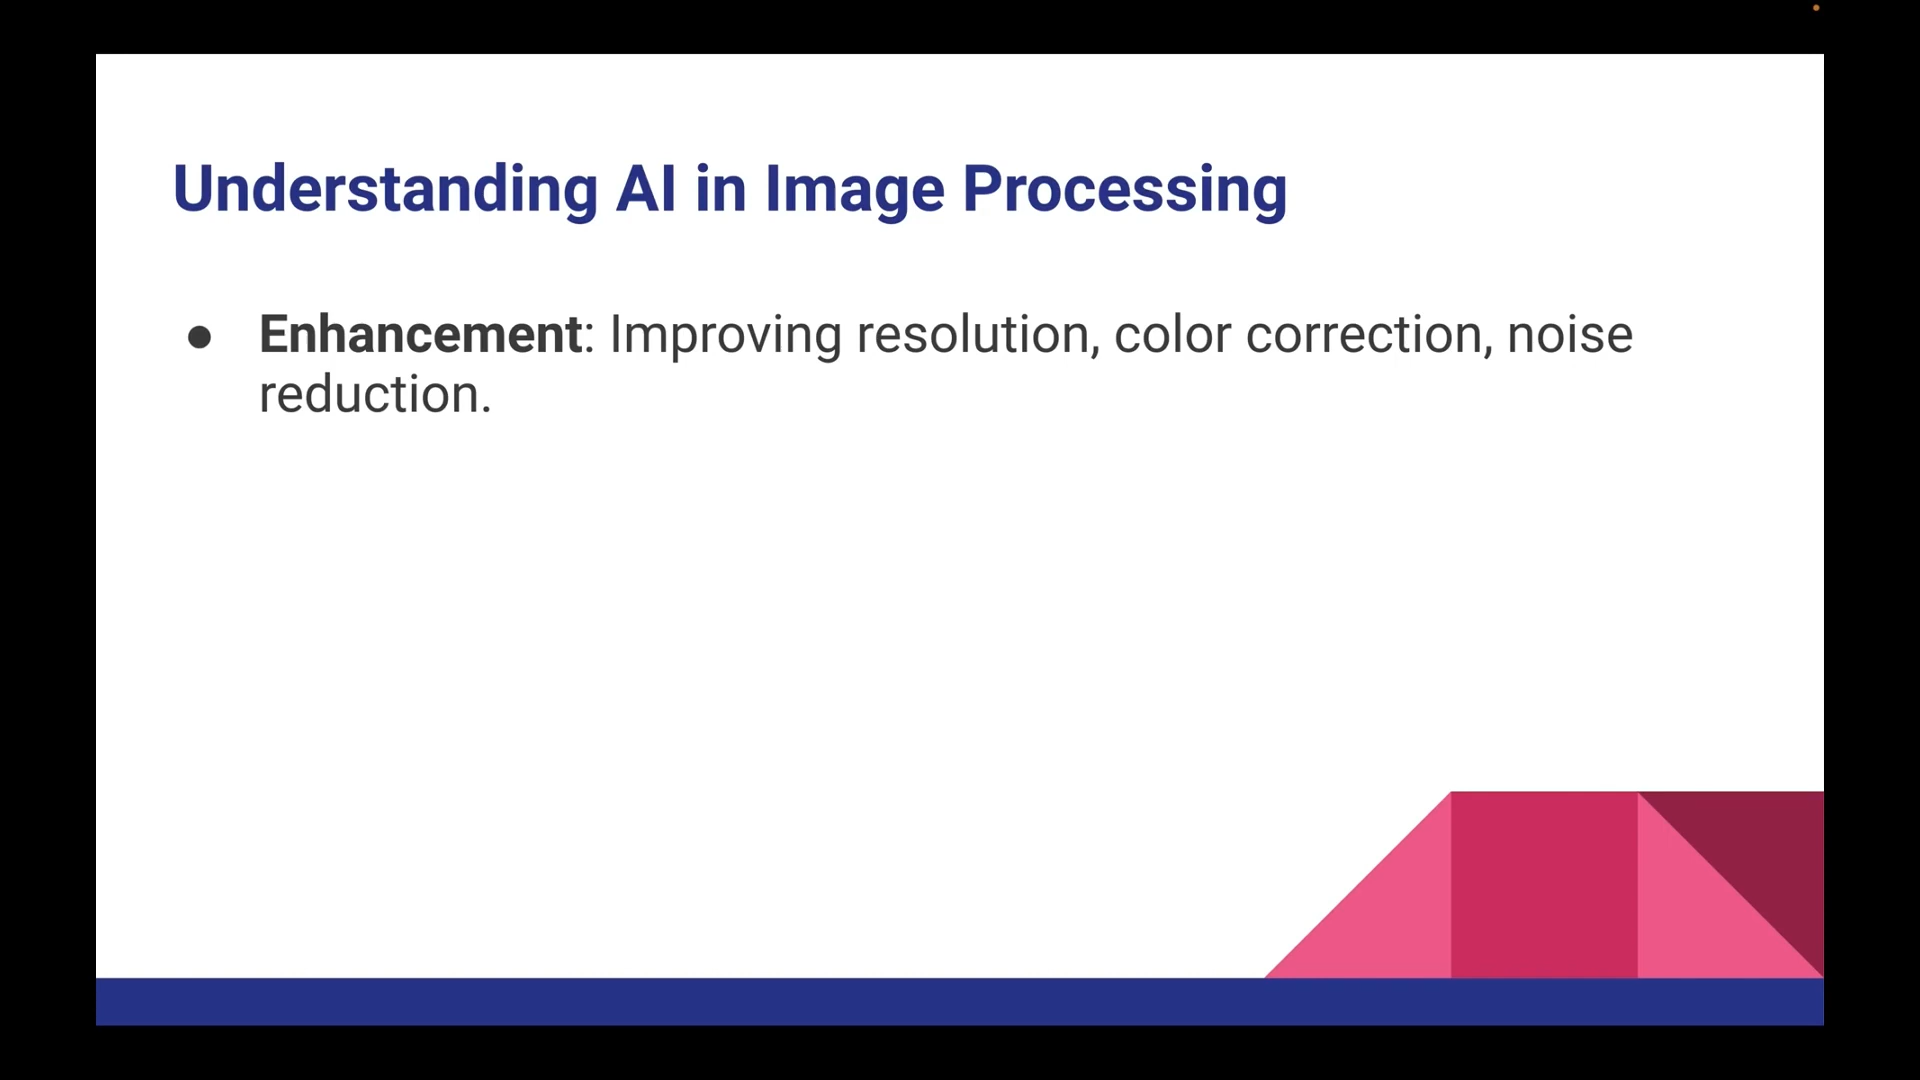 Understanding AI in Image Processing
● Enhancement: Improving resolution, color correction, noise
reduction.